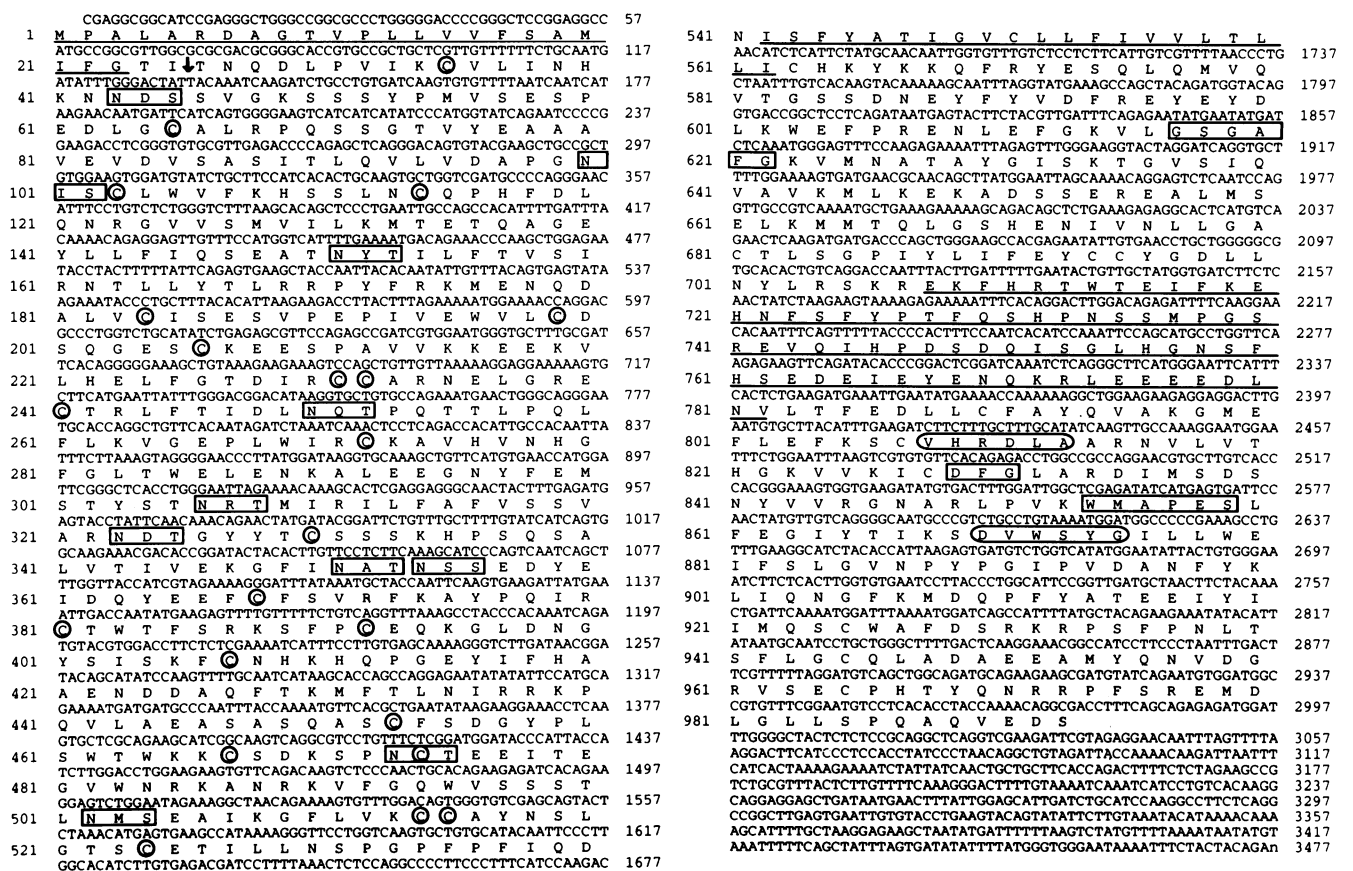 CGAGGCGGCATCCGAGGGCTGGGCCGGCGCCCTGGGGGACCCCGGGCTCCGGAGGCC 57
1 M P A L A R D A G T V P L L V V F S A M
ATGCCGGCGTTGGCGCGCGACGCGGGCACCGTGCCGCTGCTCGTTGTTTTTTCTGCAATG 117
21 I F G T I T N Q D L P V I K C V L I N H
ATATTTGGGACTATTACAAATCAAGATCTGCCTGTGATCAAGTGTGTTTTAATCAATCAT 177
41 K N N D S S V G K S S S Y P M V S E S P
AAGAACAATGATTCATCAGTGGGGAAGTCATCATCATATCCCATGGTATCAGAATCCCCG 237
61 E D L G C A L R P Q S S G T V Y E A A A
GAAGACCTCGGGTGTGCGTTGAGACCCCAGAGCTCAGGGACAGTGTACGAAGCTGCCGCT 297
81 V E V D V S A S I T L Q V L V D A P G N
GTGGAAGTGGATGTATCTGCTTCCATCACACTGCAAGTGCTGGTCGATGCCCCAGGGAAC 357
101 I S C L W V F K H S S L N C Q P H F D L
ATTTCCTGTCTCTGGGTCTTTAAGCACAGCTCCCTGAATTGCCAGCCACATTTTGATTTA 417
121 Q N R G V V S M V I L K M T E T Q A G E
CAAAACAGAGGAGTTGTTTCCATGGTCATTTTGAAAATGACAGAAACCCAAGCTGGAGAA 477
141 Y L L F I Q S E A T N Y T I L F T V S I
TACCTACTTTTTATTCAGAGTGAAGCTACCAATTACACAATATTGTTTACAGTGAGTATA 537
161 R N T L L Y T L R R P Y F R K M E N Q D
AGAAATACCCTGCTTTACACATTAAGAAGACCTTACTTTAGAAAAATGGAAAACCAGGAC 597
181 A L V C I S E S V P E P I V E W V L C D
GCCCTGGTCTGCATATCTGAGAGCGTTCCAGAGCCGATCGTGGAATGGGTGCTTTGCGAT 657
201 S Q G E S C K E E S P A V V K K E E K V
TCACAGGGGGAAAGCTGTAAAGAAGAAAGTCCAGCTGTTGTTAAAAAGGAGGAAAAAGTG 717
221 L H E L F G T D I R C C A R N E L G R E
CTTCATGAATTATTTGGGACGGACATAAGGTGCTGTGCCAGAAATGAACTGGGCAGGGAA 777
241 C T R L F T I D L N Q T P Q T T L P Q L
TGCACCAGGCTGTTCACAATAGATCTAAATCAAACTCCTCAGACCACATTGCCACAATTA 837
261 F L K V G E P L W I R C K A V H V N H G
TTTCTTAAAGTAGGGGAACCCTTATGGATAAGGTGCAAAGCTGTTCATGTGAACCATGGA 897
281 F G L T W E L E N K A L E E G N Y F E M
TTCGGGCTCACCTGGGAATTAGAAAACAAAGCACTCGAGGAGGGCAACTACTTTGAGATG 957
301 S T Y S T N R T M I R I L F A F V S S V
AGTACCTATTCAACAAACAGAACTATGATACGGATTCTGTTTGCTTTTGTATCATCAGTG 1017
321 A R N D T G Y Y T C S S S K H P S Q S A
GCAAGAAACGACACCGGATACTACACTTGTTCCTCTTCAAAGCATCCCAGTCAATCAGCT 1077
341 L V T I V E K G F I N A T N S S E D Y E
TTGGTTACCATCGTAGAAAAGGGATTTATAAATGCTACCAATTCAAGTGAAGATTATGAA 1137
361 I D Q Y E E F C F S V R F K A Y P Q I R
ATTGACCAATATGAAGAGTTTTGTTTTTCTGTCAGGTTTAAAGCCTACCCACAAATCAGA 1197
381 C T W T F S R K S F P C E Q K G L D N G
TGTACGTGGACCTTCTCTCGAAAATCATTTCCTTGTGAGCAAAAGGGTCTTGATAACGGA 1257
401 Y S I S K F C N H K H Q P G E Y I F H A
TACAGCATATCCAAGTTTTGCAATCATAAGCACCAGCCAGGAGAATATATATTCCATGCA 1317
421 A E N D D A Q F T K M F T L N I R R K P
GAAAATGATGATGCCCAATTTACCAAAATGTTCACGCTGAATATAAGAAGGAAACCTCAA 1377
441 Q V L A E A S A S Q A S C F S D G Y P L
GTGCTCGCAGAAGCATCGGCAAGTCAGGCGTCCTGTTTCTCGGATGGATACCCATTACCA 1437
461 S W T W K K C S D K S P N C T E E I T E
TCTTGGACCTGGAAGAAGTGTTCAGACAAGTCTCCCAACTGCACAGAAGAGATCACAGAA 1497
481 G V W N R K A N R K V F G Q W V S S S T
GGAGTCTGGAATAGAAAGGCTAACAGAAAAGTGTTTGGACAGTGGGTGTCGAGCAGTACT 1557
501 L N M S E A I K G F L V K C C A Y N S L
CTAAACATGAGTGAAGCCATAAAAGGGTTCCTGGTCAAGTGCTGTGCATACAATTCCCTT 1617
521 G T S C E T I L L N S P G P F P F I Q D
GGCACATCTTGTGAGACGATCCTTTTAAACTCTCCAGGCCCCTTCCCTTTCATCCAAGAC 1677
541 N I S F Y A T I G V C L L F I V V L T L
AACATCTCATTCTATGCAACAATTGGTGTTTGTCTCCTCTTCATTGTCGTTTTAACCCTG 1737
561 L I C H K Y K K Q F R Y E S Q L Q M V Q
CTAATTTGTCACAAGTACAAAAAGCAATTTAGGTATGAAAGCCAGCTACAGATGGTACAG 1797
581 V T G S S D N E Y F Y V D F R E Y E Y D
GTGACCGGCTCCTCAGATAATGAGTACTTCTACGTTGATTTCAGAGAATATGAATATGAT 1857
601 L K W E F P R E N L E F G K V L G S G A
CTCAAATGGGAGTTTCCAAGAGAAAATTTAGAGTTTGGGAAGGTACTAGGATCAGGTGCT 1917
621 F G K V M N A T A Y G I S K T G V S I Q
TTTGGAAAAGTGATGAACGCAACAGCTTATGGAATTAGCAAAACAGGAGTCTCAATCCAG 1977
641 V A V K M L K E K A D S S E R E A L M S
GTTGCCGTCAAAATGCTGAAAGAAAAAGCAGACAGCTCTGAAAGAGAGGCACTCATGTCA 2037
661 E L K M M T Q L G S H E N I V N L L G A
GAACTCAAGATGATGACCCAGCTGGGAAGCCACGAGAATATTGTGAACCTGCTGGGGGCG 2097
681 C T L S G P I Y L I F E Y C C Y G D L L
TGCACACTGTCAGGACCAATTTACTTGATTTTTGAATACTGTTGCTATGGTGATCTTCTC 2157
701 N Y L R S K R E K F H R T W T E I F K E
AACTATCTAAGAAGTAAAAGAGAGAAATTTCACAGGACTTGGACAGAGATTTTCAAGGAA 2217
721 H N F S F Y P T F Q S H P N S S M P G S
CACAATTTCAGTTTTTACCCCACTTTCCAATCACATCCAAATTCCAGCATGCCTGGTTCA 2277
741 R E V Q I H P D S D Q I S G L H G N S F
AGAGAAGTTCAGATACACCCGGACTCGGATCAAATCTCAGGGCTTCATGGGAATTCATTT 2337
761 H S E D E I E Y E N Q K R L E E E E D L
CACTCTGAAGATGAAATTGAATATGAAAACCAAAAAAGGCTGGAAGAAGAGGAGGACTTG 2397
781 N V L T F E D L L C F A Y Q V A K G M E
AATGTGCTTACATTTGAAGATCTTCTTTGCTTTGCATATCAAGTTGCCAAAGGAATGGAA 2457
801 F L E F K S C V H R D L A A R N V L V T
TTTCTGGAATTTAAGTCGTGTGTTCACAGAGACCTGGCCGCCAGGAACGTGCTTGTCACC 2517
821 H G K V V K I C D F G L A R D I M S D S
CACGGGAAAGTGGTGAAGATATGTGACTTTGGATTGGCTCGAGATATCATGAGTGATTCC 2577
841 N Y V V R G N A R L P V K W M A P E S L
AACTATGTTGTCAGGGGCAATGCCCGTCTGCCTGTAAAATGGATGGCCCCCGAAAGCCTG 2637
861 F E G I Y T I K S D V W S Y G I L L W E
TTTGAAGGCATCTACACCATTAAGAGTGATGTCTGGTCATATGGAATATTACTGTGGGAA 2697
881 I F S L G V N P Y P G I P V D A N F Y K
ATCTTCTCACTTGGTGTGAATCCTTACCCTGGCATTCCGGTTGATGCTAACTTCTACAAA 2757
901 L I Q N G F K M D Q P F Y A T E E I Y I
CTGATTCAAAATGGATTTAAAATGGATCAGCCATTTTATGCTACAGAAGAAATATACATT 2817
921 I M Q S C W A F D S R K R P S F P N L T
ATAATGCAATCCTGCTGGGCTTTTGACTCAAGGAAACGGCCATCCTTCCCTAATTTGACT 2877
941 S F L G C Q L A D A E E A M Y Q N V D G
TCGTTTTTAGGATGTCAGCTGGCAGATGCAGAAGAAGCGATGTATCAGAATGTGGATGGC 2937
961 R V S E C P H T Y Q N R R P F S R E M D
CGTGTTTCGGAATGTCCTCACACCTACCAAAACAGGCGACCTTTCAGCAGAGAGATGGAT 2997
981 L G L L S P Q A Q V E D S
TTGGGGCTACTCTCTCCGCAGGCTCAGGTCGAAGATTCGTAGAGGAACAATTTAGTTTTA 3057
AGGACTTCATCCCTCCACCTATCCCTAACAGGCTGTAGATTACCAAAACAAGATTAATTT 3117
CATCACTAAAAGAAAATCTATTATCAACTGCTGCTTCACCAGACTTTTCTCTAGAAGCCG 3177
TCTGCGTTTACTCTTGTTTTCAAAGGGACTTTTGTAAAATCAAATCATCCTGTCACAAGG 3237
CAGGAGGAGCTGATAATGAACTTTATTGGAGCATTGATCTGCATCCAAGGCCTTCTCAGG 3297
CCGGCTTGAGTGAATTGTGTACCTGAAGTACAGTATATTCTTGTAAATACATAAAACAAA 3357
AGCATTTTGCTAAGGAGAAGCTAATATGATTTTTTAAGTCTATGTTTTAAAATAATATGT 3417
AAATTTTTCAGCTATTTAGTGATATATTTTATGGGTGGGAATAAAATTTCTACTACAGAn 3477